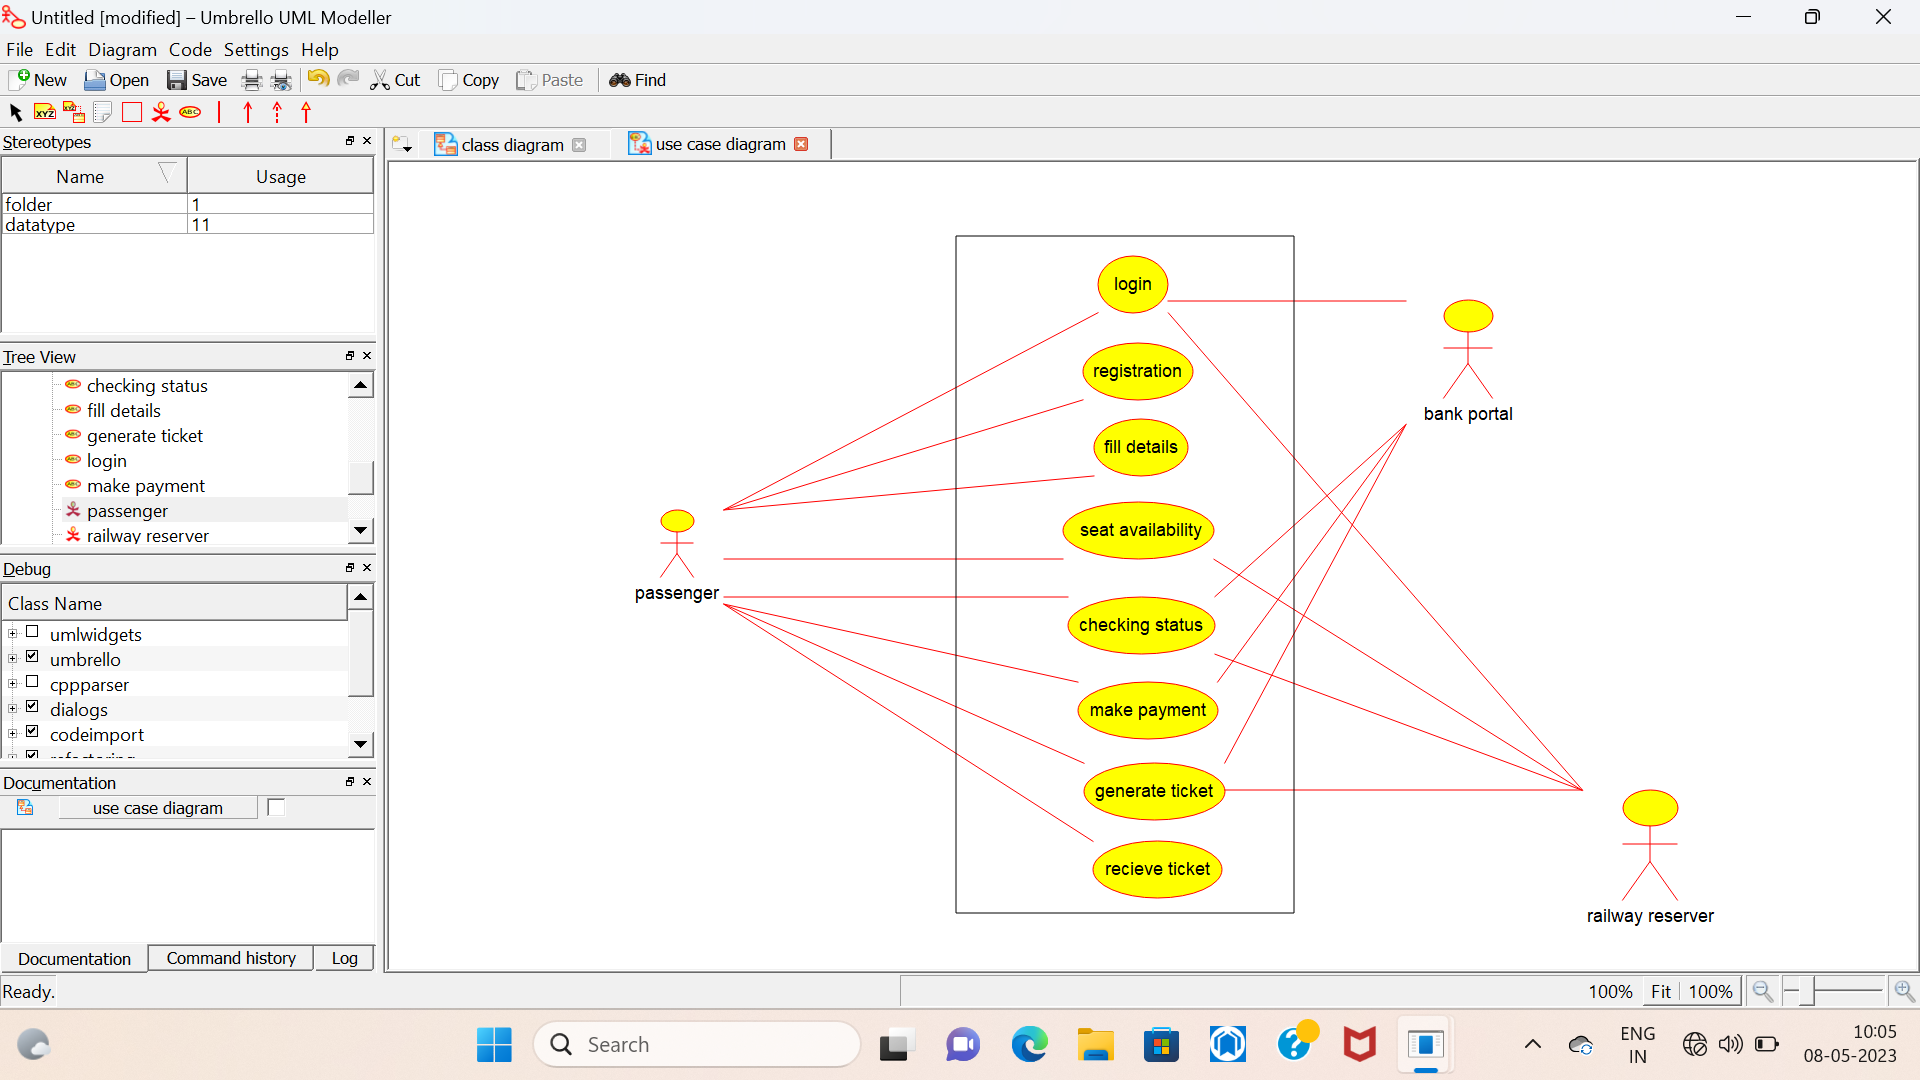 Untitled [modified] – Umbrello UML Modeller
File Edit Diagram Code Settings Help
New Open Save Cut Copy Paste Find
Stereotypes
Name Usage
folder 1
datatype 11
Tree View
checking status
fill details
generate ticket
login
make payment
passenger
railway reserver
Debug
Class Name
umlwidgets
umbrello
cppparser
dialogs
codeimport
refactoring
Documentation
use case diagram
Documentation Command history Log
class diagram use case diagram
login
registration
fill details
seat availability
checking status
make payment
generate ticket
recieve ticket
passenger
bank portal
railway reserver
Ready.
100% Fit 100%
Search
ENG
IN
10:05
08-05-2023